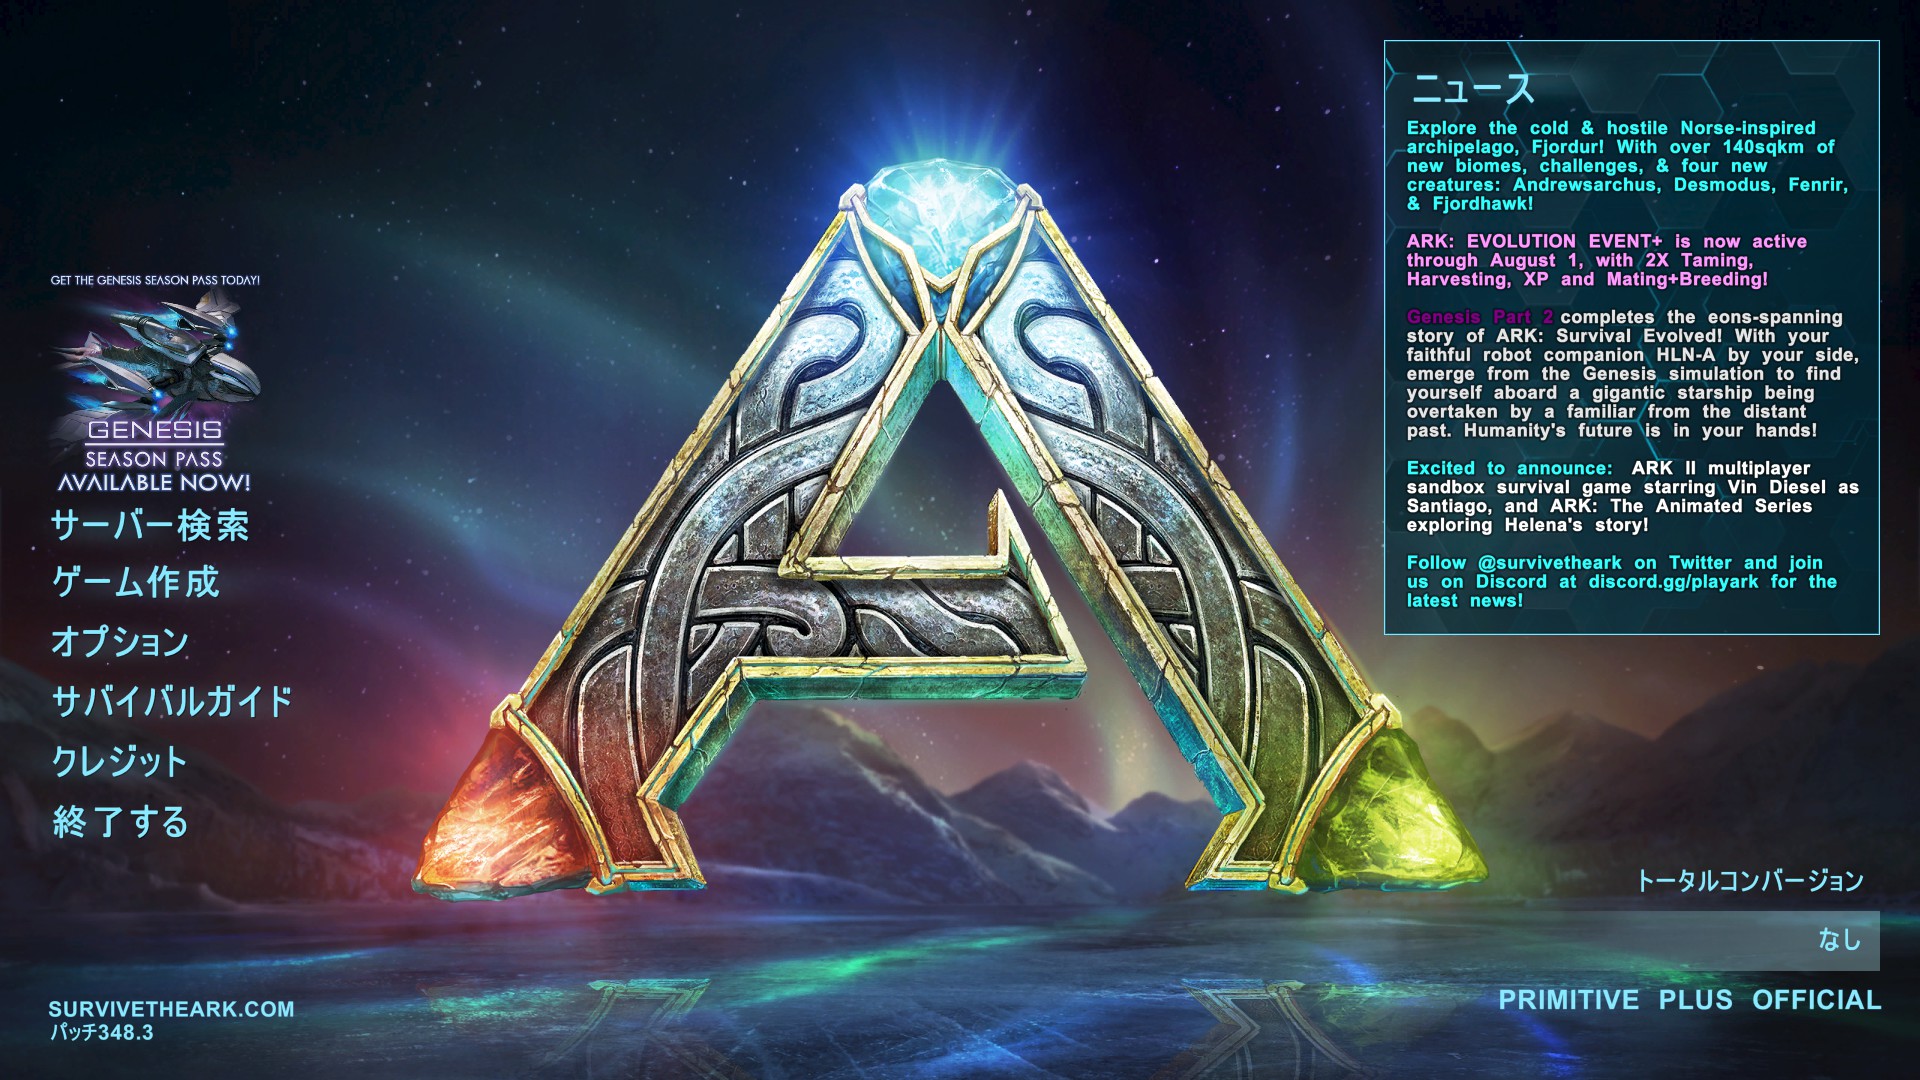 GET THE GENESIS SEASON PASS TODAY!
GENESIS
SEASON PASS
AVAILABLE NOW!
サーバー検索
ゲーム作成
オプション
サバイバルガイド
クレジット
終了する
SURVIVETHEARK.COM
パッチ348.3
ニュース
Explore the cold & hostile Norse-inspired
archipelago, Fjordur! With over 140sqkm of
new biomes, challenges, & four new
creatures: Andrewsarchus, Desmodus, Fenrir,
& Fjordhawk!
ARK: EVOLUTION EVENT+ is now active
through August 1, with 2X Taming,
Harvesting, XP and Mating+Breeding!
Genesis Part 2 completes the eons-spanning
story of ARK: Survival Evolved! With your
faithful robot companion HLN-A by your side,
emerge from the Genesis simulation to find
yourself aboard a gigantic starship being
overtaken by a familiar from the distant
past. Humanity's future is in your hands!
Excited to announce: ARK II multiplayer
sandbox survival game starring Vin Diesel as
Santiago, and ARK: The Animated Series
exploring Helena's story!
Follow @survivetheark on Twitter and join
us on Discord at discord.gg/playark for the
latest news!
トータルコンバージョン
なし
PRIMITIVE PLUS OFFICIAL